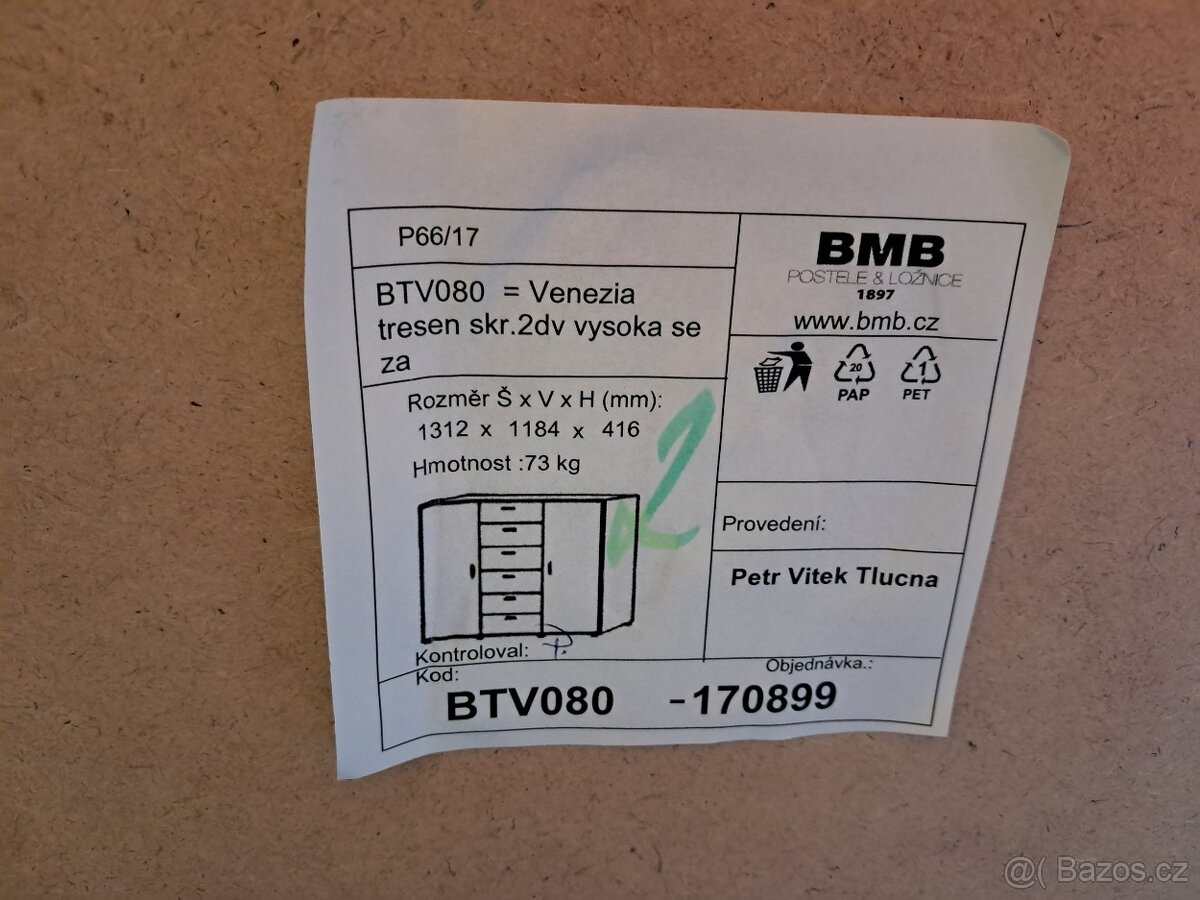 P66/17
BTV080 = Venezia
tresen skr.2dv vysoka se
za
Rozměr Š x V x H (mm):
1312 x 1184 x 416
Hmotnost :73 kg
2
Kontroloval: P.
BMB
POSTELE & LOŽNICE
1897
www.bmb.cz
20
PAP
1
PET
Provedení:
Petr Vitek Tlucna
Kod:
Objednávka.:
BTV080 -170899
@( Bazos.cz